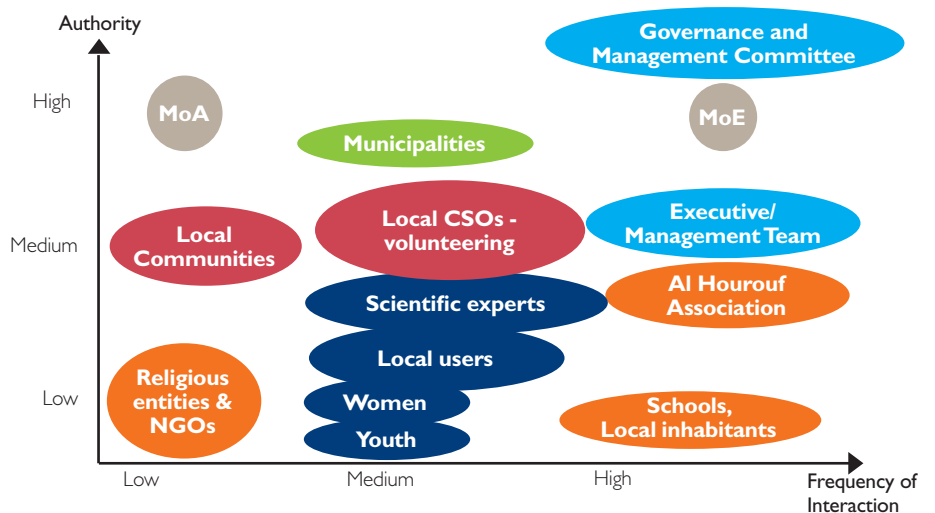 Authority
Governance and
Management Committee
High
MoA
MoE
Municipalities
Local CSOs -
volunteering
Executive/
Management Team
Medium
Local
Communities
Al Hourouf
Association
Scientific experts
Local users
Religious
entities &
NGOs
Low
Women
Schools,
Local inhabitants
Youth
Low
Medium
High
Frequency of
Interaction